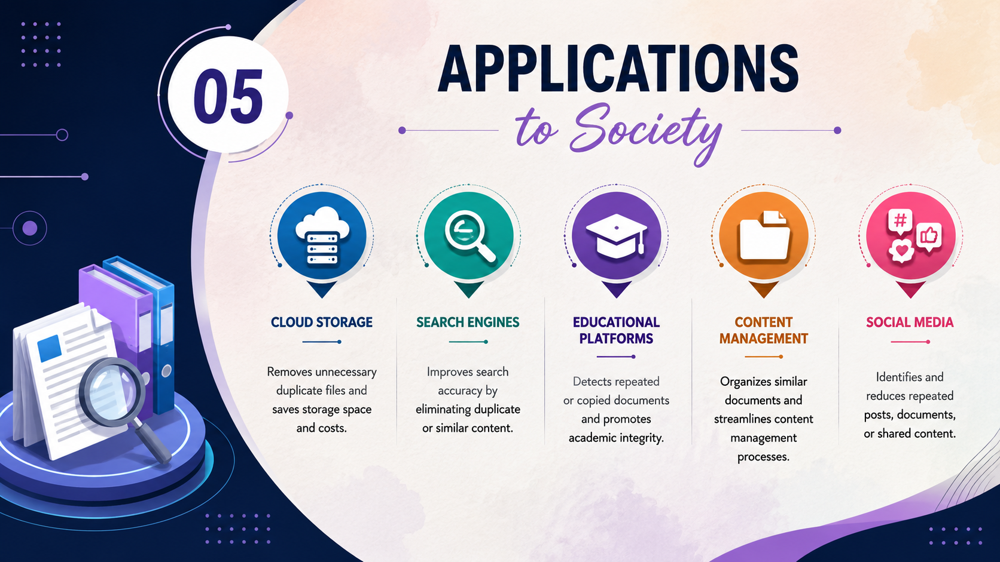 05
APPLICATIONS
to Society
CLOUD STORAGE
Removes unnecessary
duplicate files and
saves storage space
and costs.
SEARCH ENGINES
Improves search
accuracy by
eliminating duplicate
or similar content.
EDUCATIONAL
PLATFORMS
Detects repeated
or copied documents
and promotes
academic integrity.
CONTENT
MANAGEMENT
Organizes similar
documents and
streamlines content
management
processes.
#
SOCIAL MEDIA
Identifies and
reduces repeated
posts, documents,
or shared content.